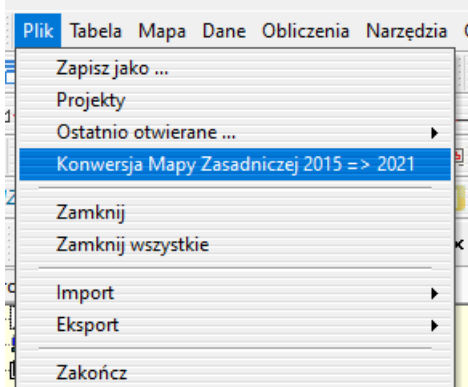 Plik Tabela Mapa Dane Obliczenia Narzędzia
Zapisz jako ...
Projekty
Ostatnio otwierane ...
Konwersja Mapy Zasadniczej 2015 => 2021
Zamknij
Zamknij wszystkie
Import
Eksport
Zakończ